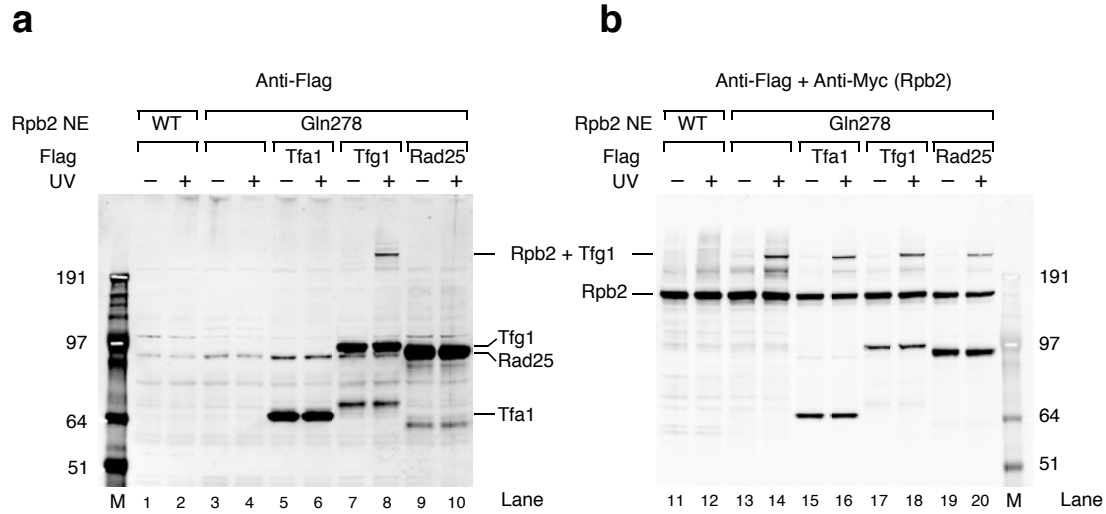 a
Anti-Flag
Rpb2 NE WT Gln278
Flag Tfa1 Tfg1 Rad25
UV – + – + – + – + – +
191
97
64
51
Rpb2 + Tfg1
Tfg1
Rad25
Tfa1
M 1 2 3 4 5 6 7 8 9 10 Lane
b
Anti-Flag + Anti-Myc (Rpb2)
Rpb2 NE WT Gln278
Flag Tfa1 Tfg1 Rad25
UV – + – + – + – + – +
Rpb2
191
97
64
51
11 12 13 14 15 16 17 18 19 20 M Lane